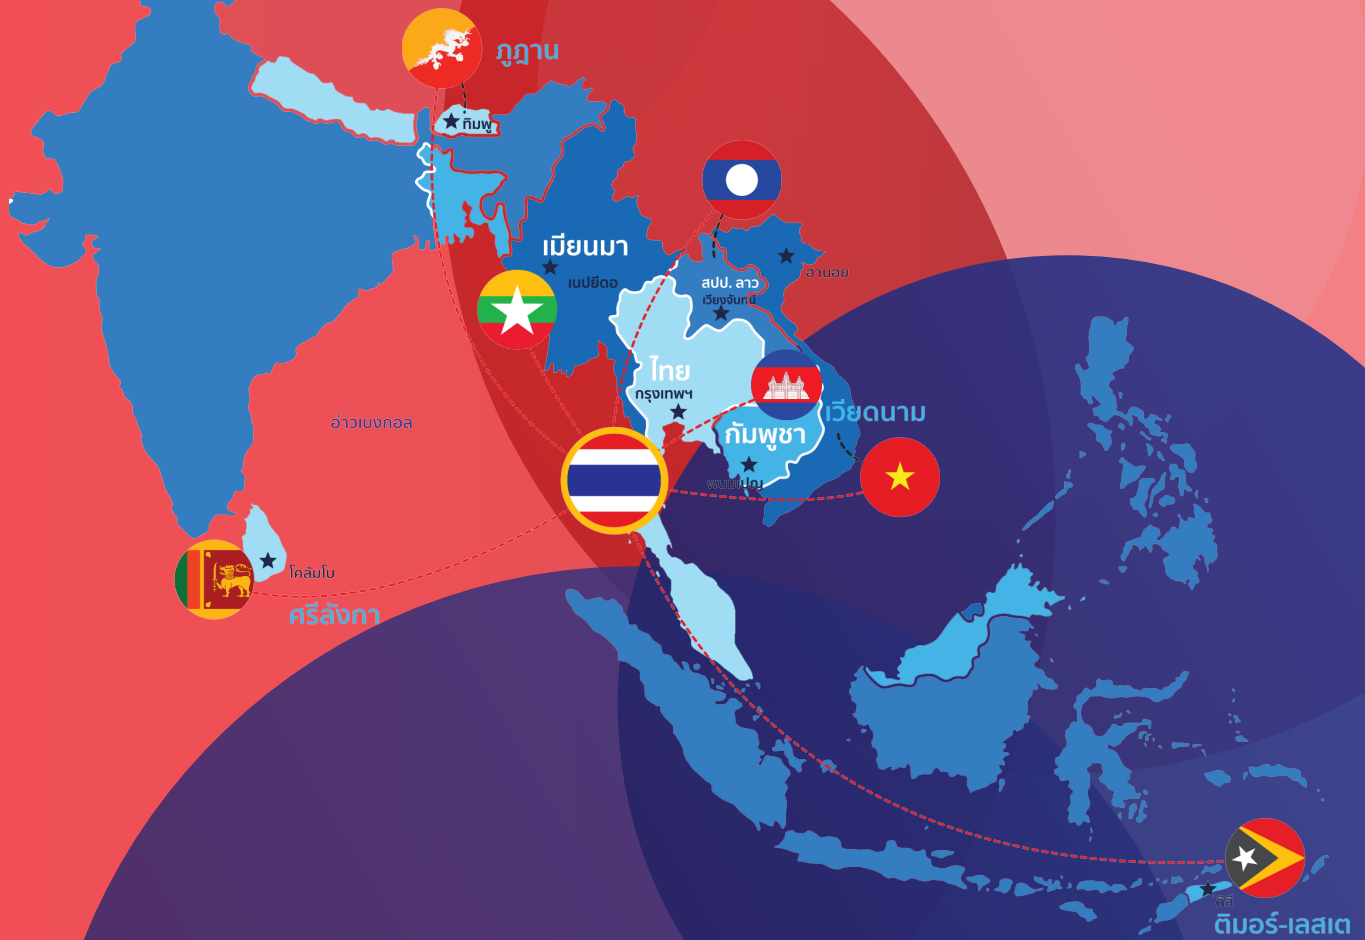 ภูฏาน
ทิมพู
เมียนมา
เนปยีดอ
สปป. ลาว
เวียงจันทน์
ฮานอย
ไทย
กรุงเทพฯ
เวียดนาม
กัมพูชา
พนมเปญ
อ่าวเบงกอล
โคลัมโบ
ศรีลังกา
ดิลี
ติมอร์-เลสเต